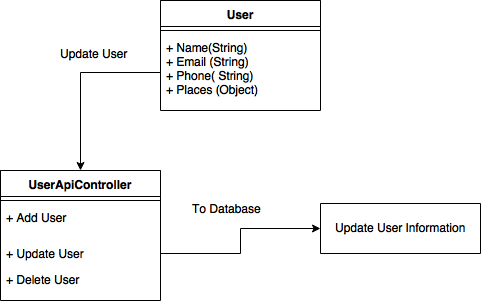 User
+ Name(String)
+ Email (String)
+ Phone( String)
+ Places (Object)
Update User
UserApiController
+ Add User
+ Update User
+ Delete User
To Database
Update User Information